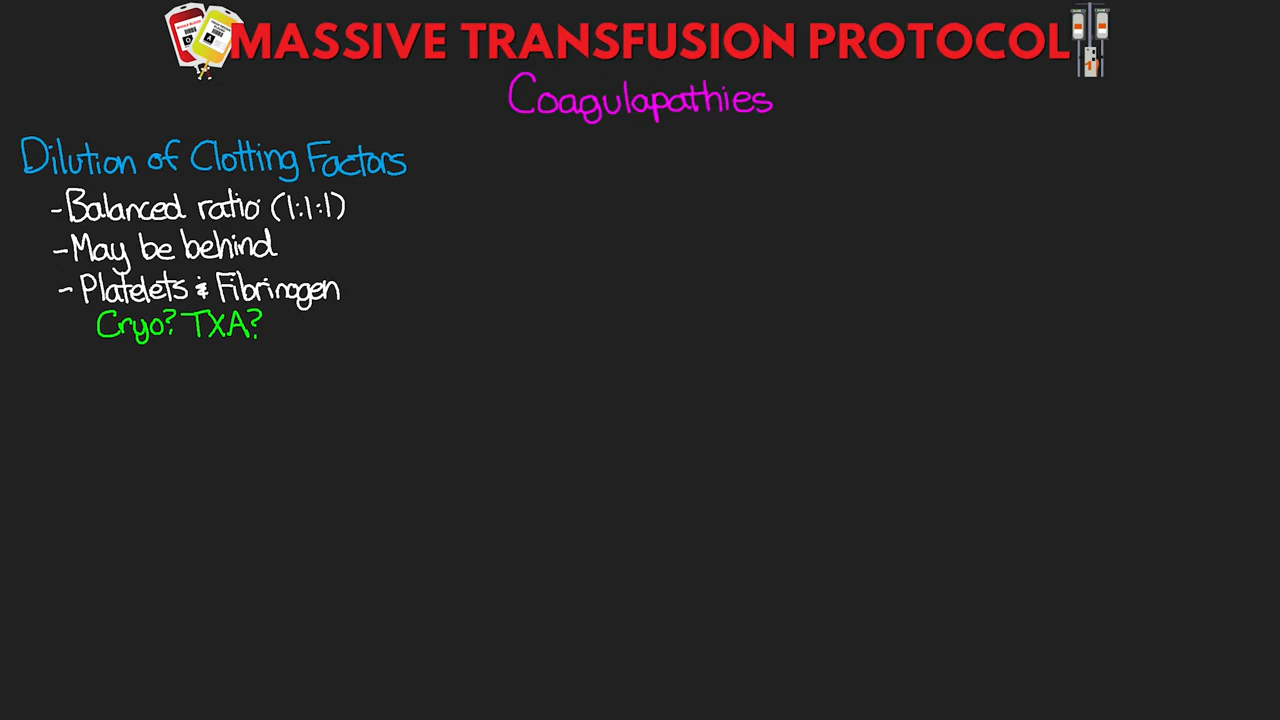 MASSIVE TRANSFUSION PROTOCOL
Coagulapathies
Dilution of Clotting Factors
- Balanced ratio (1:1:1)
- May be behind
- Platelets & Fibrinogen
Cryo? TXA?